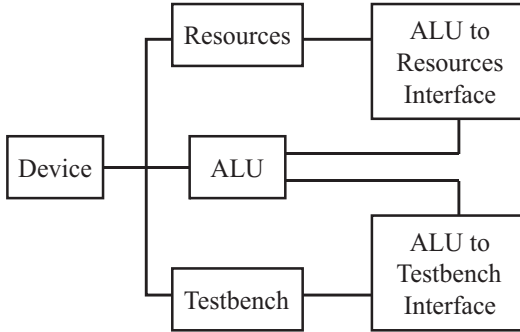 Resources
ALU to
Resources
Interface
Device
ALU
ALU to
Testbench
Interface
Testbench